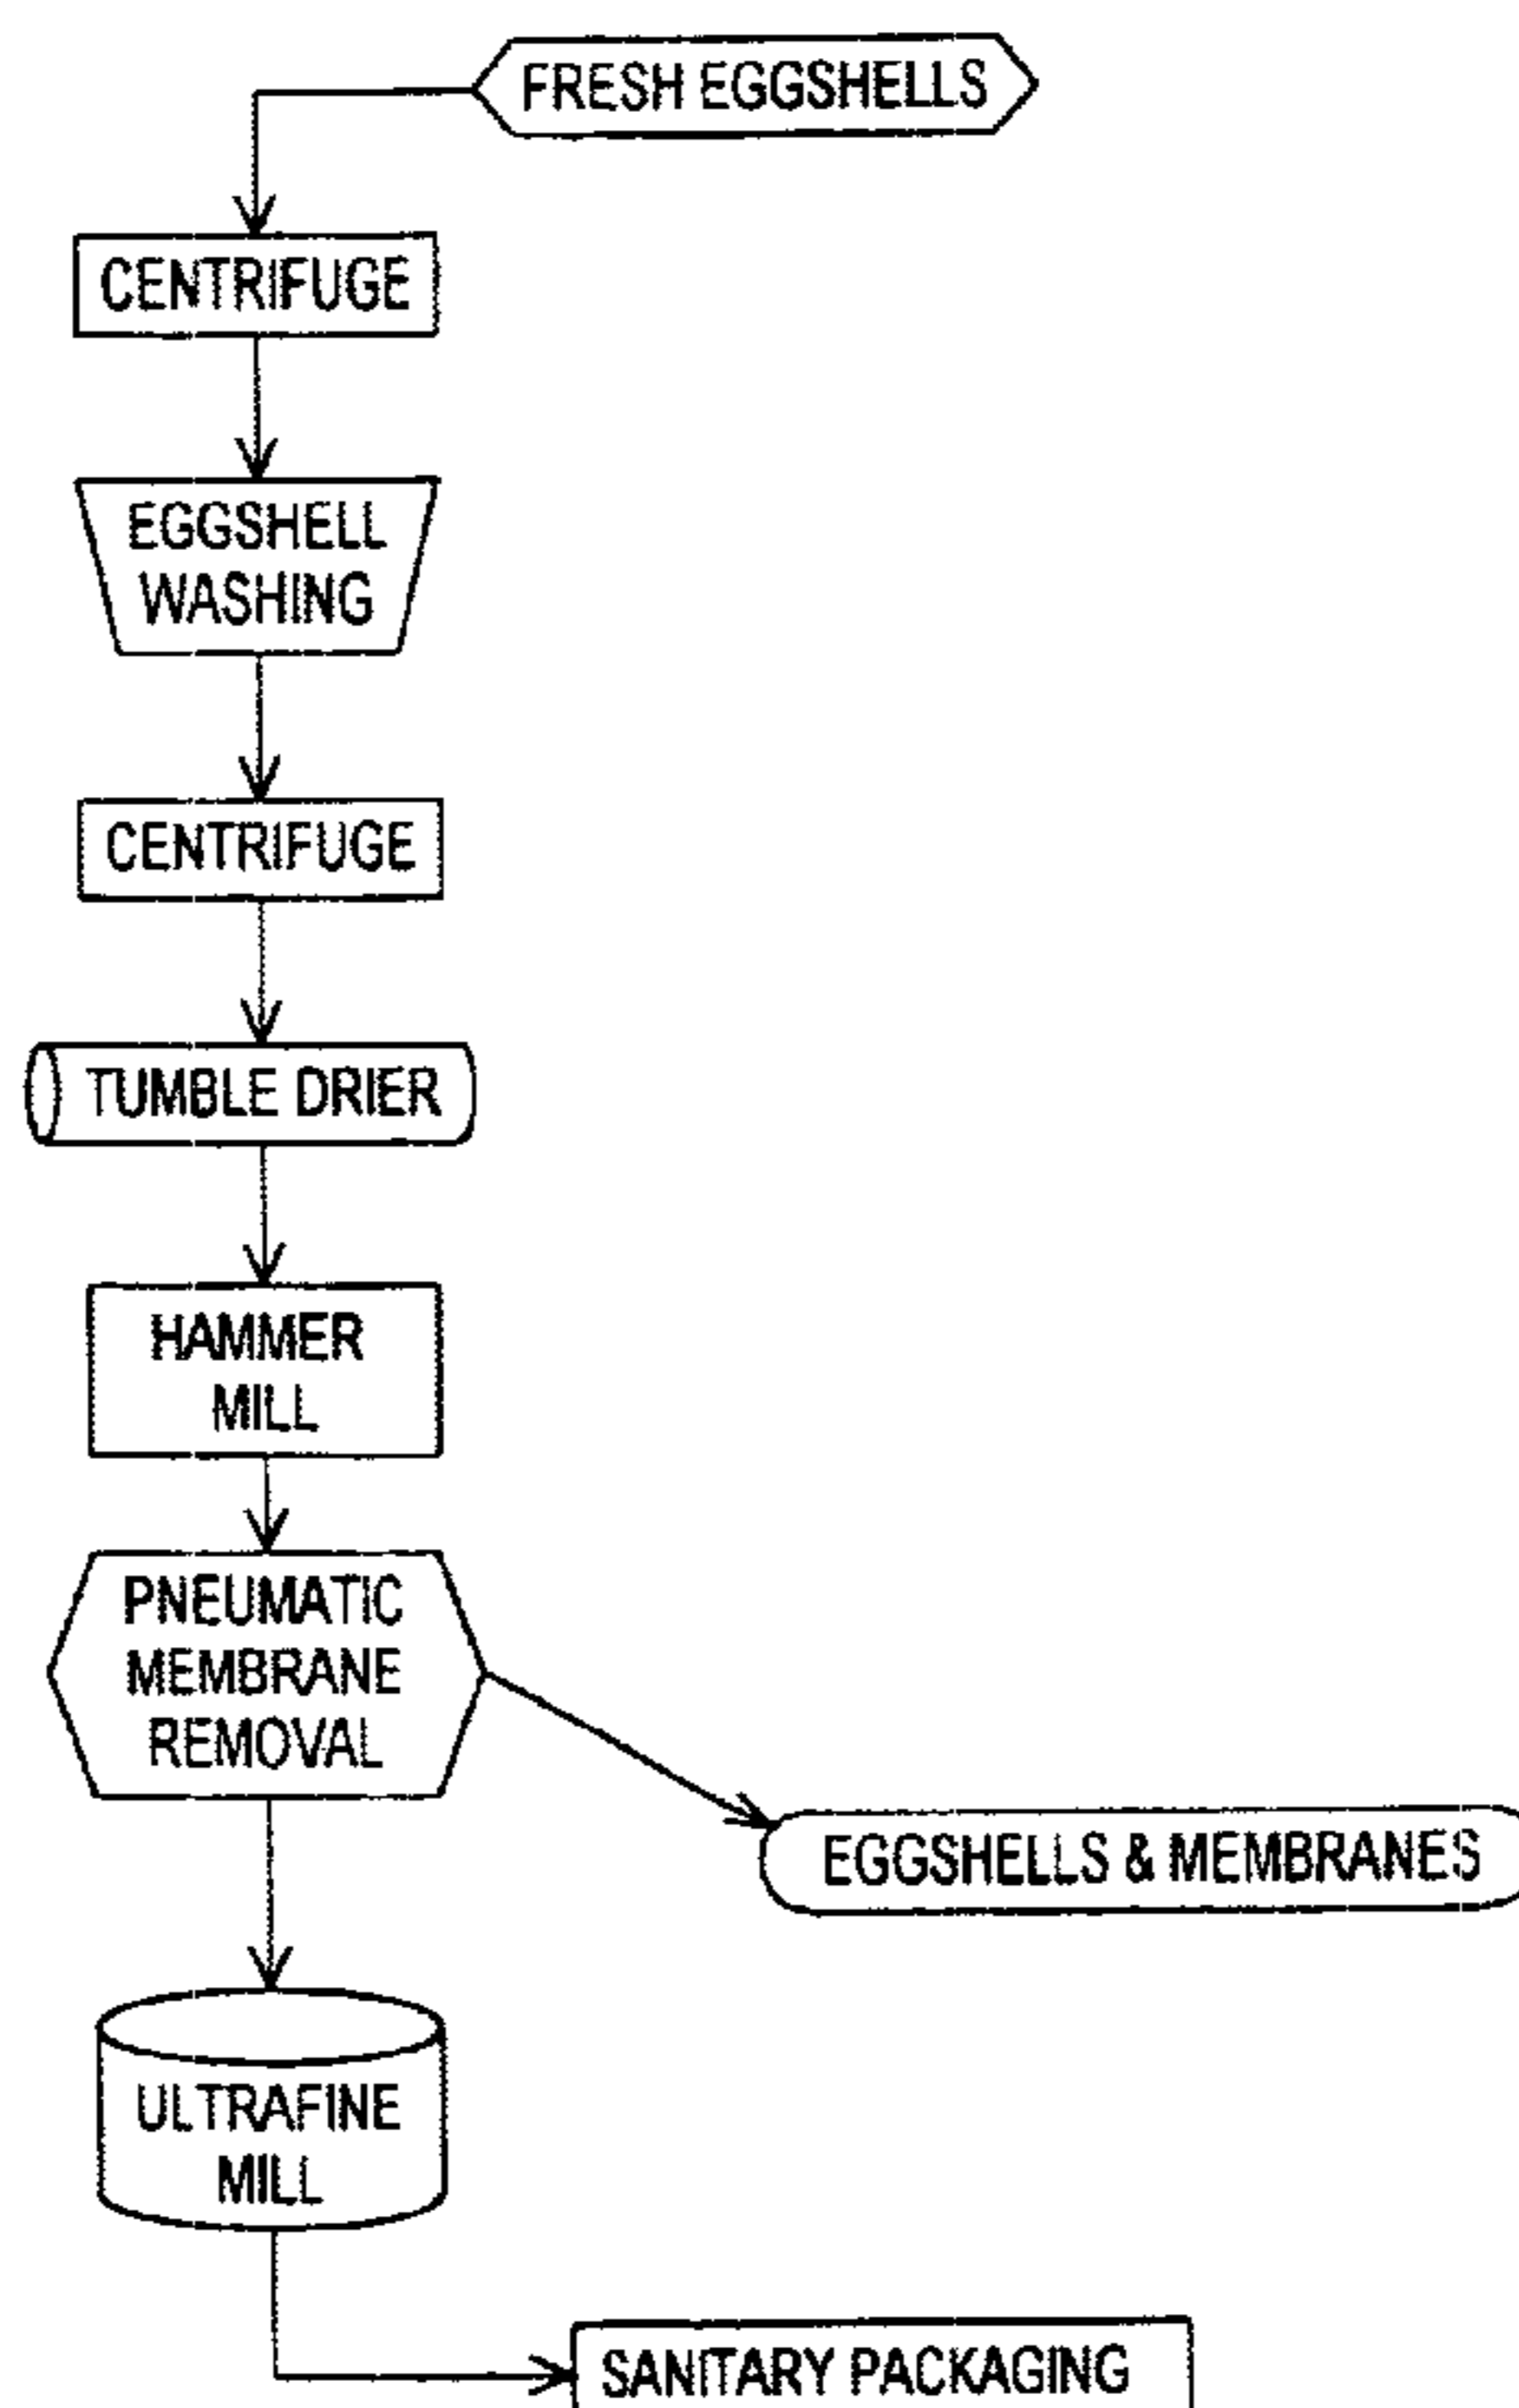 FRESH EGGSHELLS
CENTRIFUGE
EGGSHELL
WASHING
CENTRIFUGE
TUMBLE DRIER
HAMMER
MILL
PNEUMATIC
MEMBRANE
REMOVAL
EGGSHELLS & MEMBRANES
ULTRAFINE
MILL
SANITARY PACKAGING